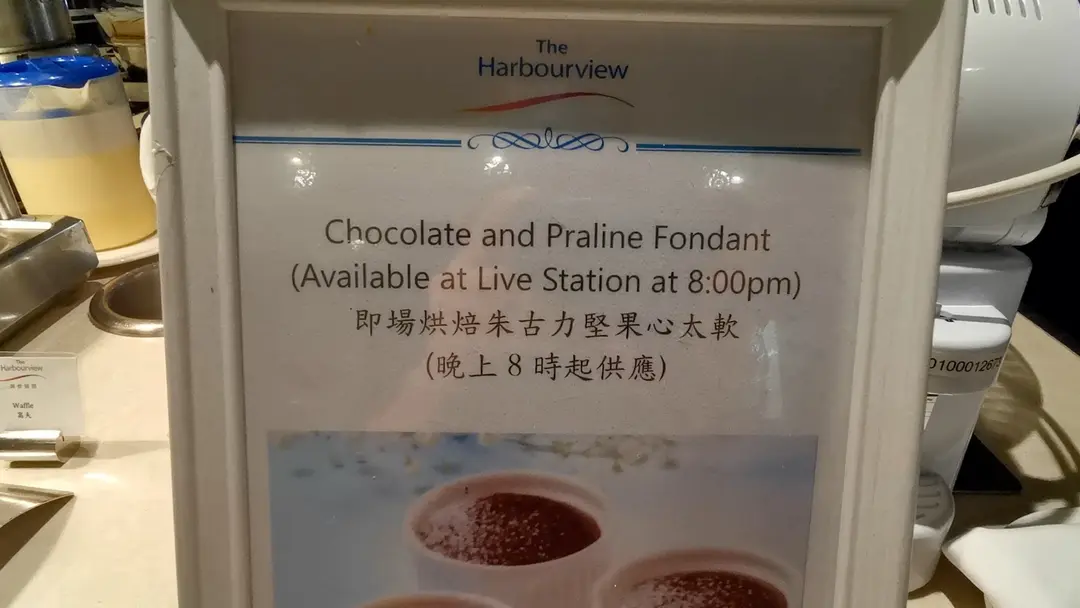 The
Harbourview
Chocolate and Praline Fondant
(Available at Live Station at 8:00pm)
即場烘焙朱古力堅果心太軟
(晚上 8 時起供應)
The
Harbourview
Waffle